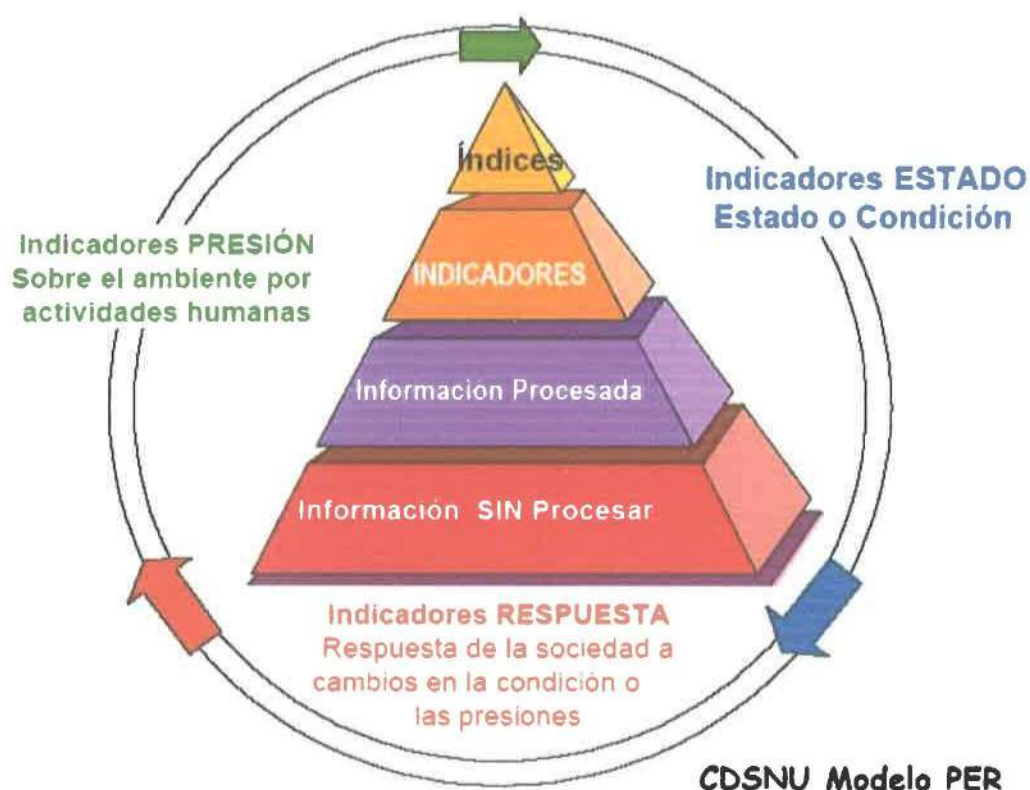 Índices
Indicadores ESTADO
Estado o Condición
Indicadores PRESIÓN
Sobre el ambiente por
actividades humanas
INDICADORES
Información Procesada
Información SIN Procesar
Indicadores RESPUESTA
Respuesta de la sociedad a
cambios en la condición o
las presiones
CDSNU Modelo PER